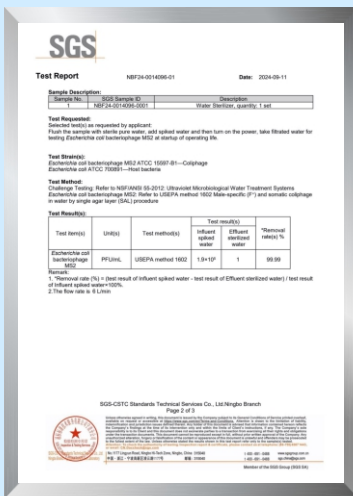 SGS
Test Report NBF24-0014096-01 Date: 2024-09-11
Sample Description:
Sample No. SGS Sample ID Description
1 NBF24-0014096-0001 Water Sterilizer, quantity: 1 set
Test Requested:
Selected test(s) as requested by applicant:
Flush the sample with sterile pure water, add spiked water and then turn on the power, take filtrated water for
testing Escherichia coli bacteriophage MS2 at startup of operating life.
Test Strain(s):
Escherichia coli bacteriophage MS2 ATCC 15597-B1—Coliphage
Escherichia coli ATCC 700891—Host bacteria
Test Method:
Challenge Testing: Refer to NSF/ANSI 55-2012: Ultraviolet Microbiological Water Treatment Systems
Escherichia coli bacteriophage MS2: Refer to USEPA method 1602 Male-specific (F+) and somatic coliphage
in water by single agar layer (SAL) procedure
Test Result(s):
Test item(s) Unit(s) Test method(s) Test result(s)
Influent spiked water Effluent sterilized water *Removal rate(s) %
Escherichia coli bacteriophage MS2 PFU/mL USEPA method 1602 1 99.99
Remark:
1. *Removal rate (%) = (test result of Influent spiked water - test result of Effluent sterilized water) / test result
of Influent spiked water×100%.
2.The flow rate is 6 L/min
SGS-CSTC Standards Technical Services Co., Ltd.Ningbo Branch
Page 2 of 3
Member of the SGS Group (SGS SA)